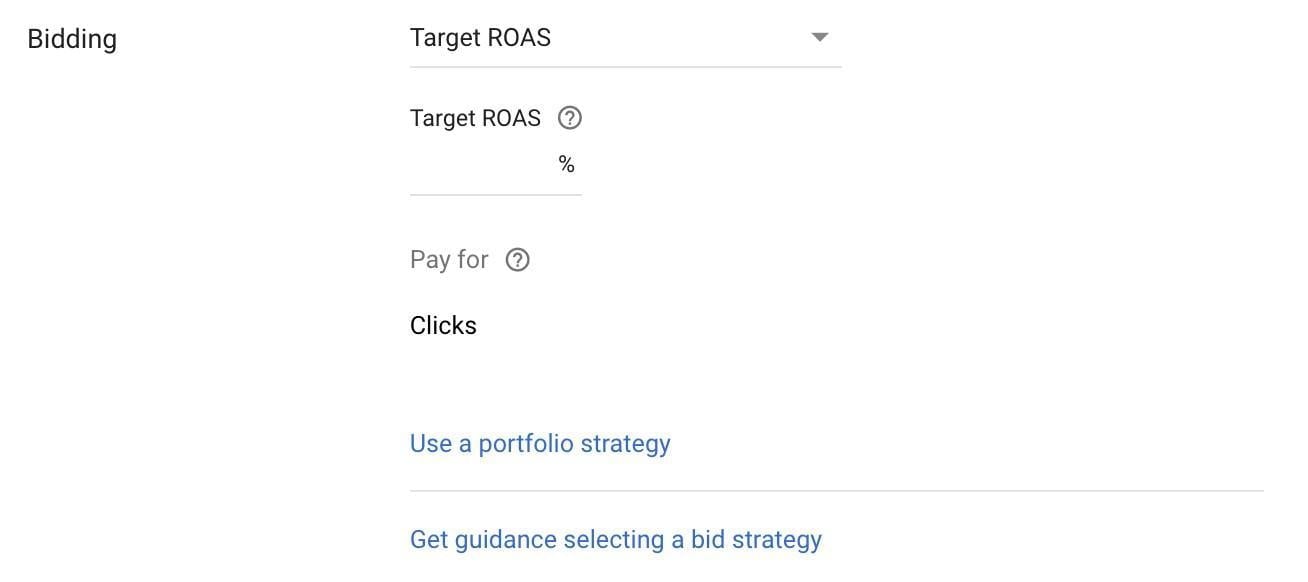 Bidding
Target ROAS
Target ROAS ?
%
Pay for ?
Clicks
Use a portfolio strategy
Get guidance selecting a bid strategy